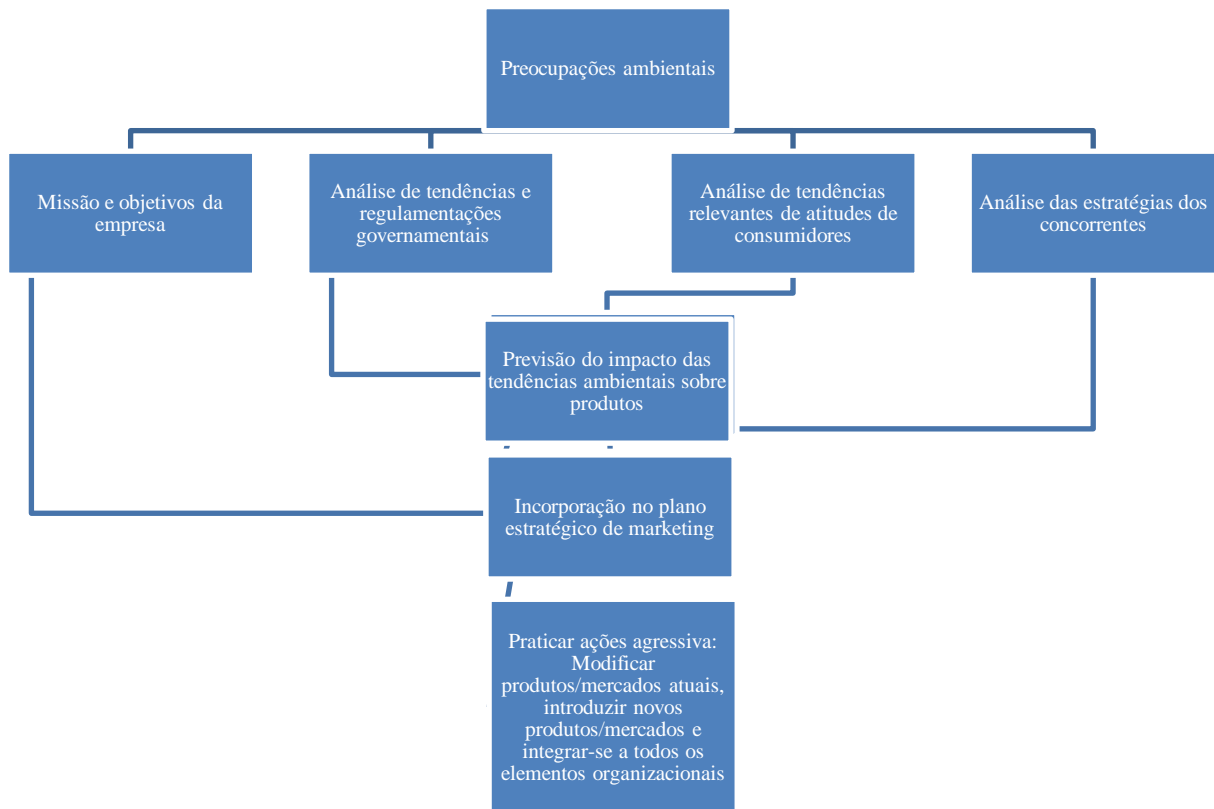 Preocupações ambientais
Missão e objetivos da
empresa
Análise de tendências e
regulamentações
governamentais
Análise de tendências
relevantes de atitudes de
consumidores
Análise das estratégias dos
concorrentes
Previsão do impacto das
tendências ambientais sobre
produtos
Incorporação no plano
estratégico de marketing
Praticar ações agressiva:
Modificar
produtos/mercados atuais,
introduzir novos
produtos/mercados e
integrar-se a todos os
elementos organizacionais